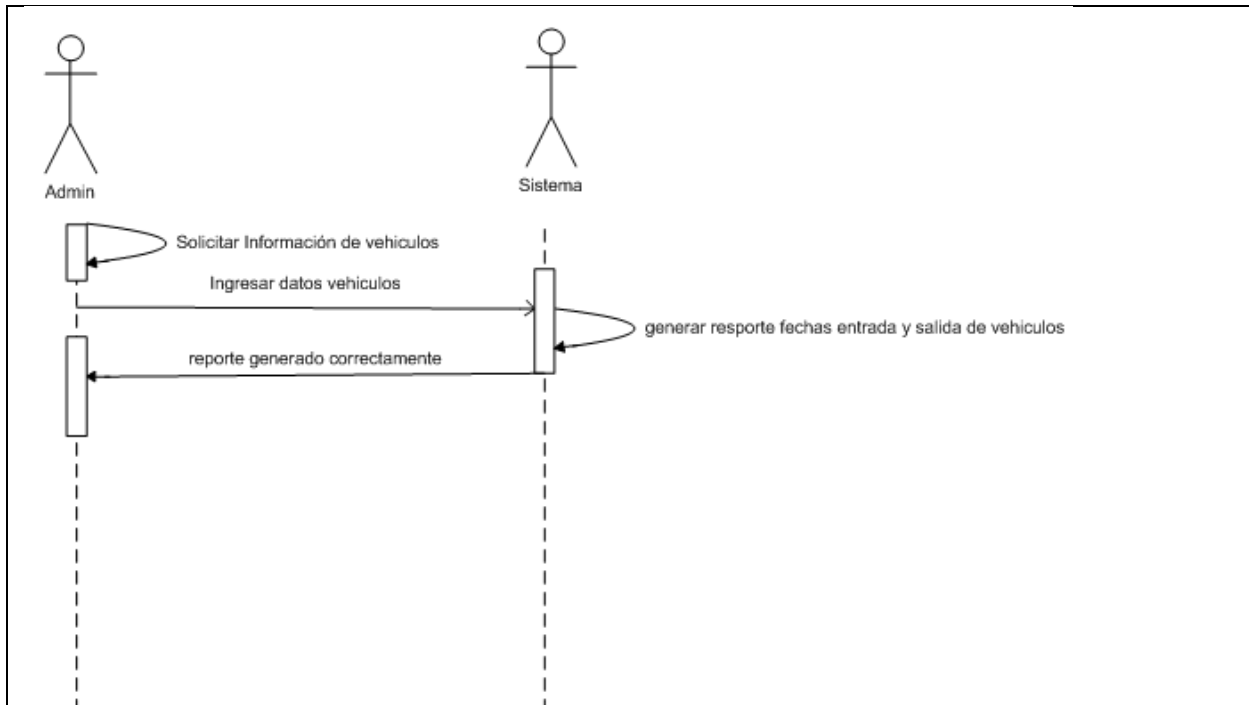 Admin
Sistema
Solicitar Información de vehiculos
Ingresar datos vehiculos
generar resporte fechas entrada y salida de vehiculos
reporte generado correctamente